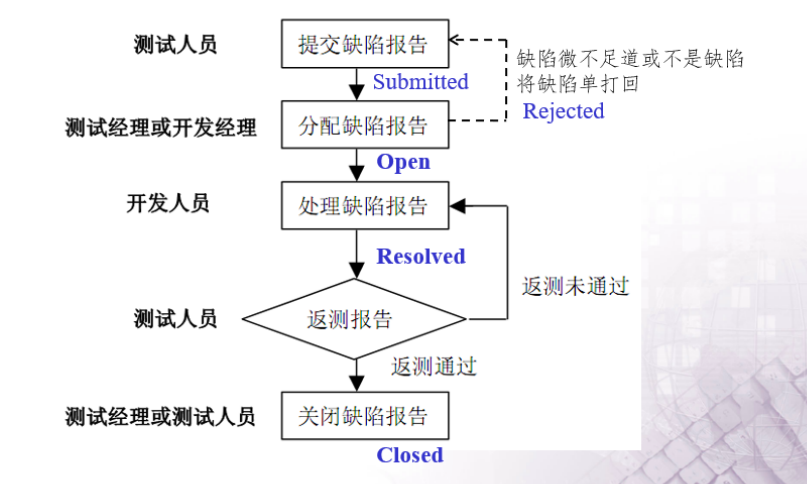 测试人员
提交缺陷报告
缺陷微不足道或不是缺陷
将缺陷单打回
Submitted
Rejected
测试经理或开发经理
分配缺陷报告
Open
开发人员
处理缺陷报告
Resolved
返测未通过
测试人员
返测报告
返测通过
测试经理或测试人员
关闭缺陷报告
Closed